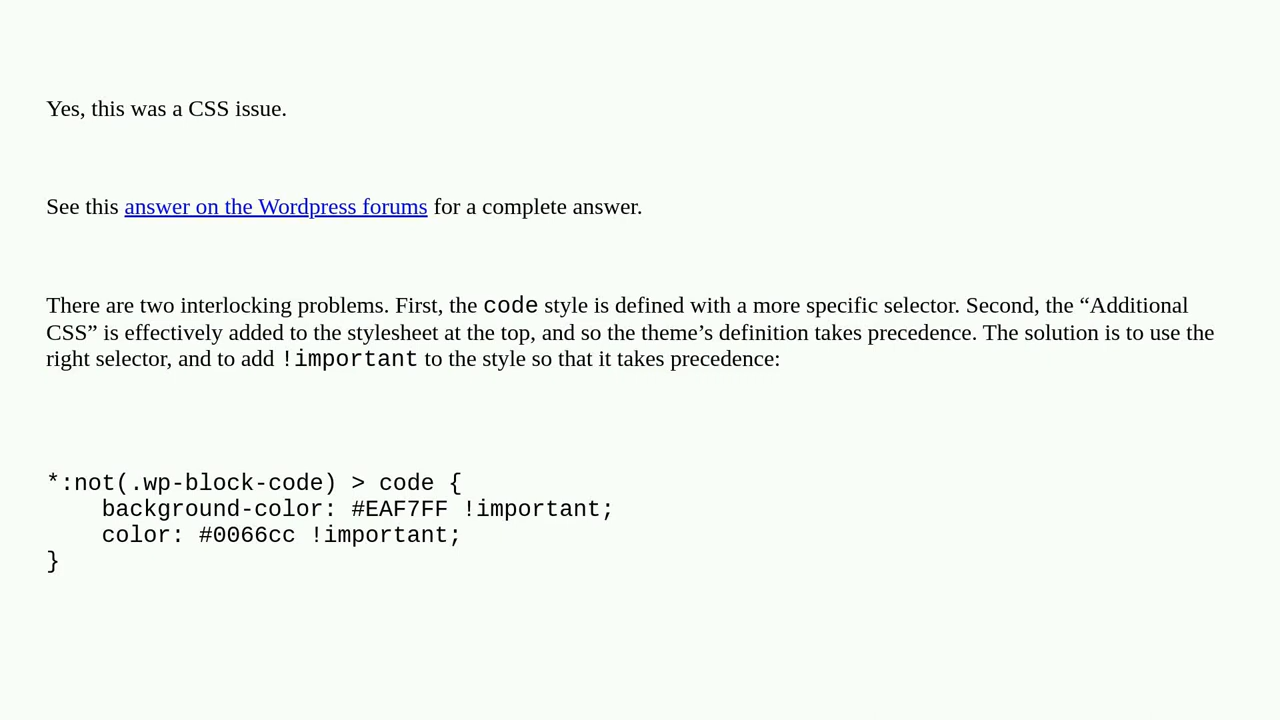 Yes, this was a CSS issue.
See this answer on the Wordpress forums for a complete answer.
There are two interlocking problems. First, the code style is defined with a more specific selector. Second, the “Additional
CSS” is effectively added to the stylesheet at the top, and so the theme’s definition takes precedence. The solution is to use the
right selector, and to add !important to the style so that it takes precedence:
*:not(.wp-block-code) > code {
    background-color: #EAF7FF !important;
    color: #0066cc !important;
}